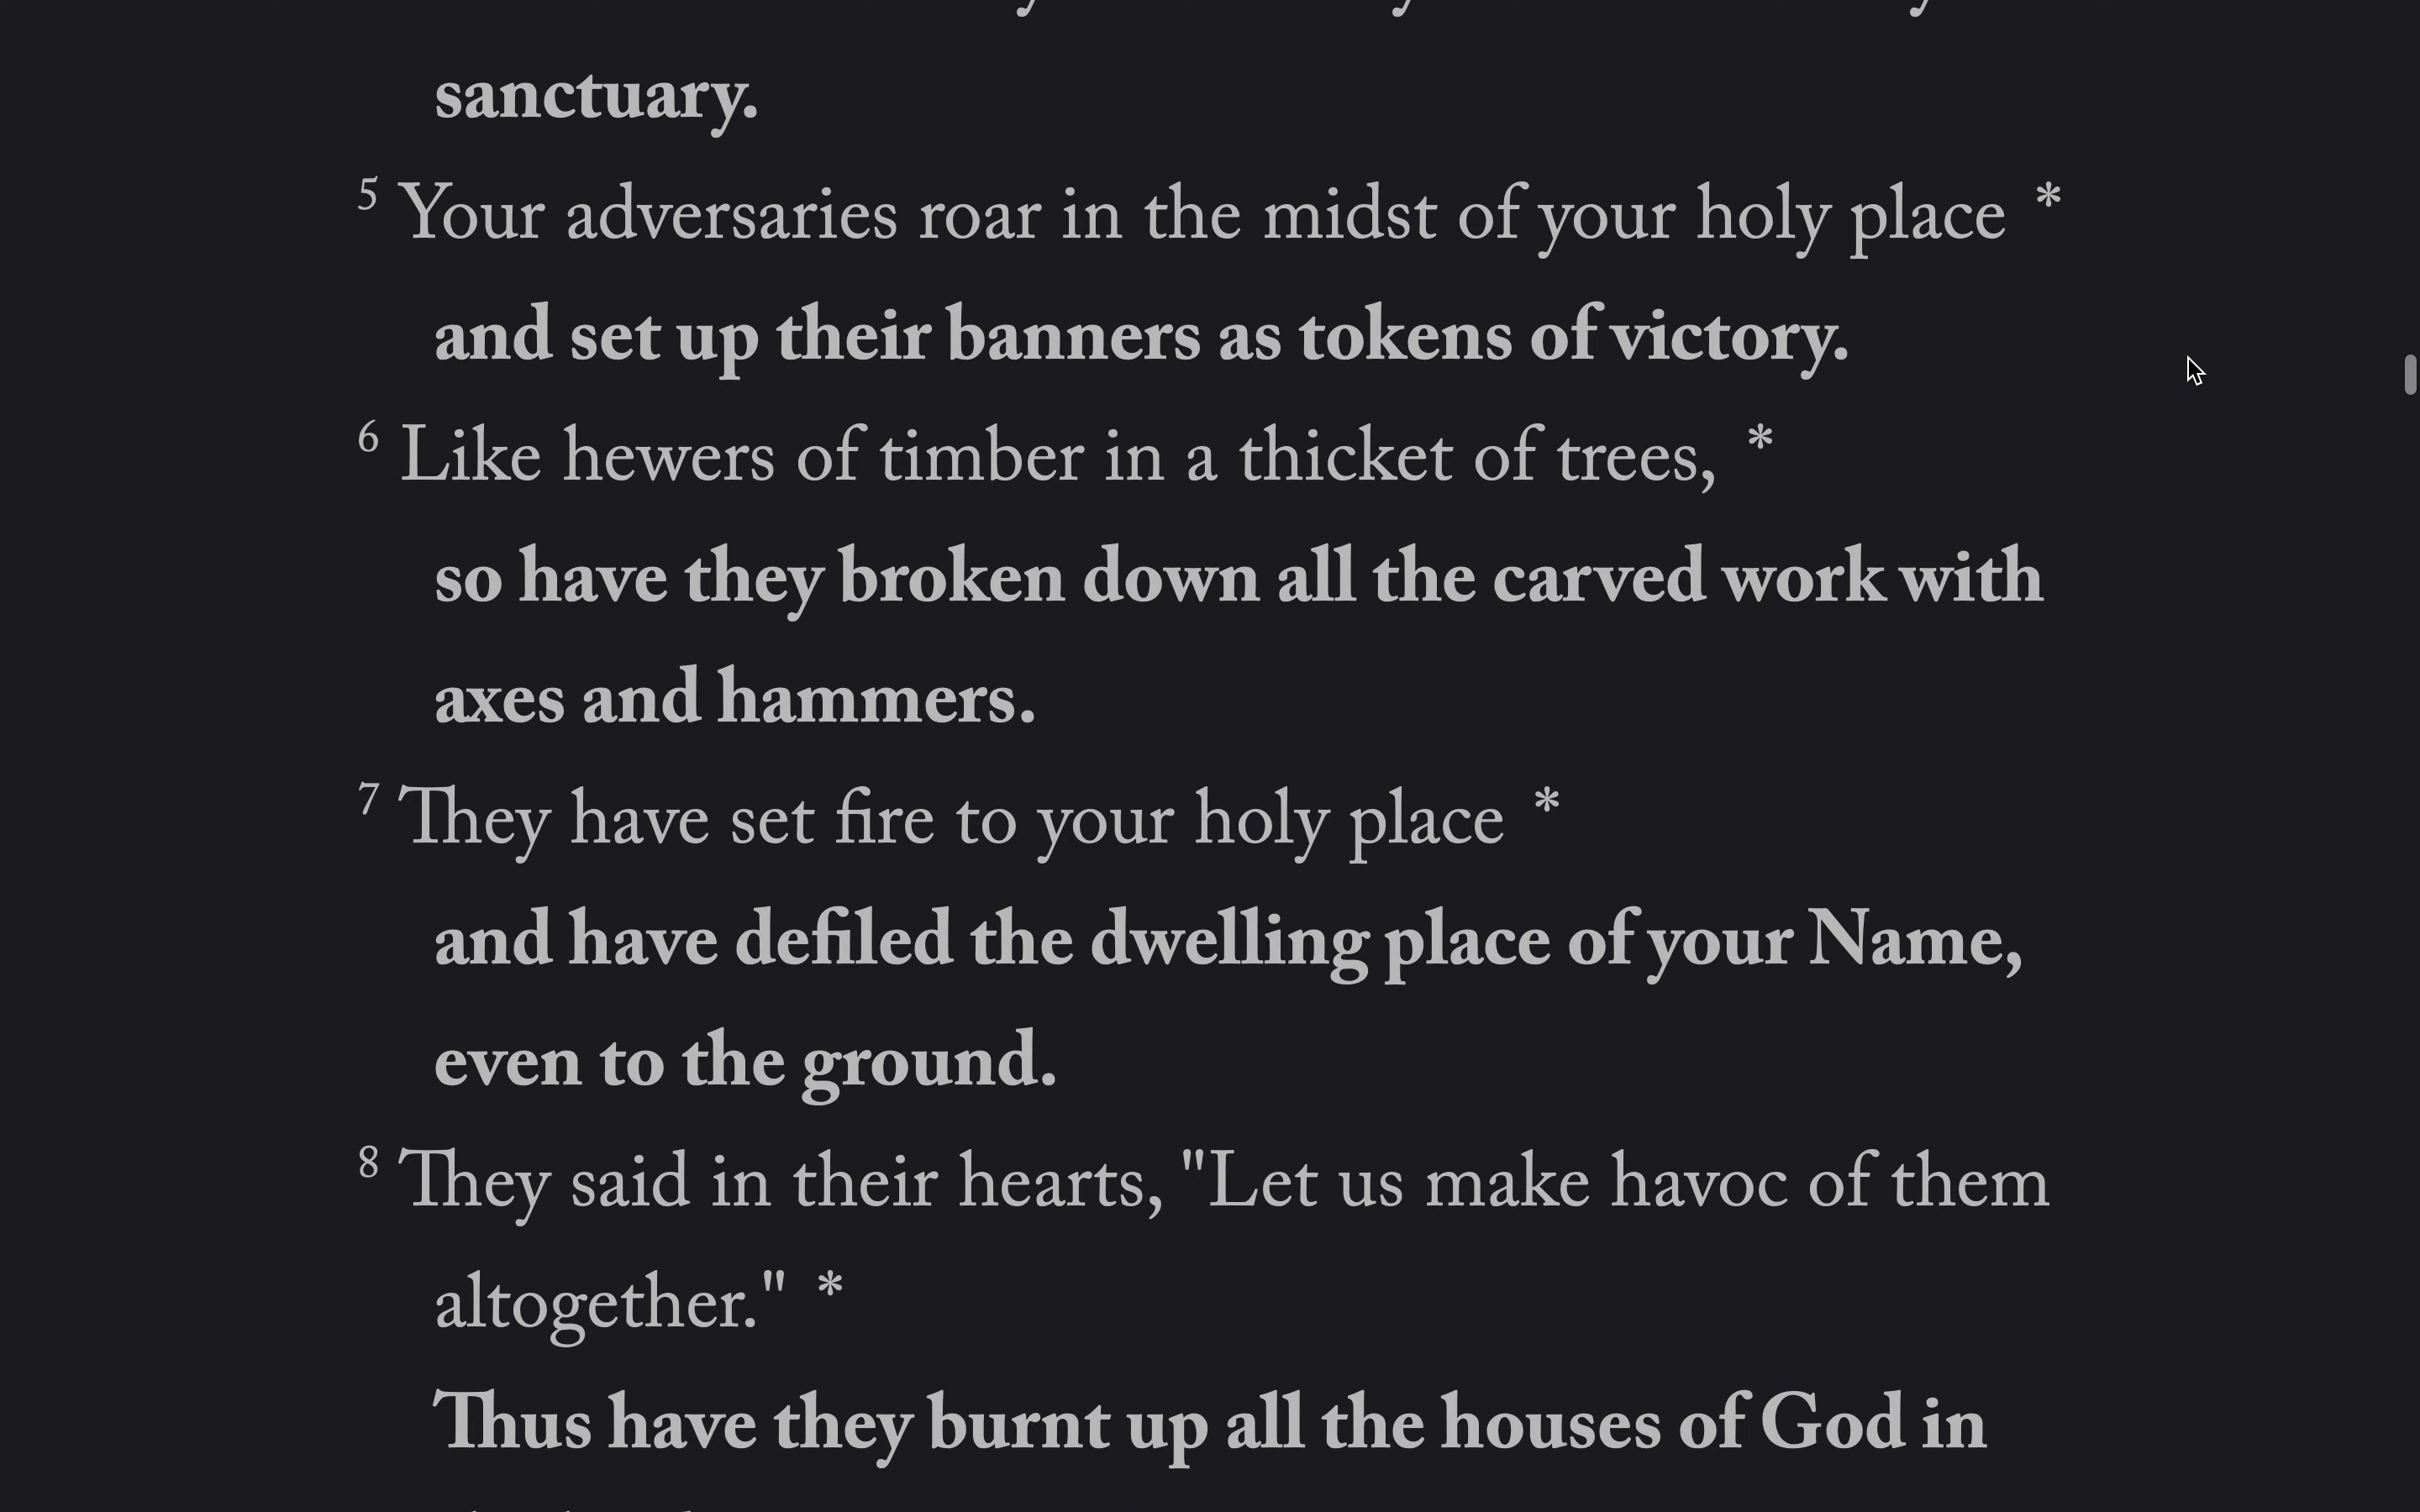 sanctuary.
5 Your adversaries roar in the midst of your holy place *
and set up their banners as tokens of victory.
6 Like hewers of timber in a thicket of trees, *
so have they broken down all the carved work with
axes and hammers.
7 They have set fire to your holy place *
and have defiled the dwelling place of your Name,
even to the ground.
8 They said in their hearts, "Let us make havoc of them
altogether." *
Thus have they burnt up all the houses of God in